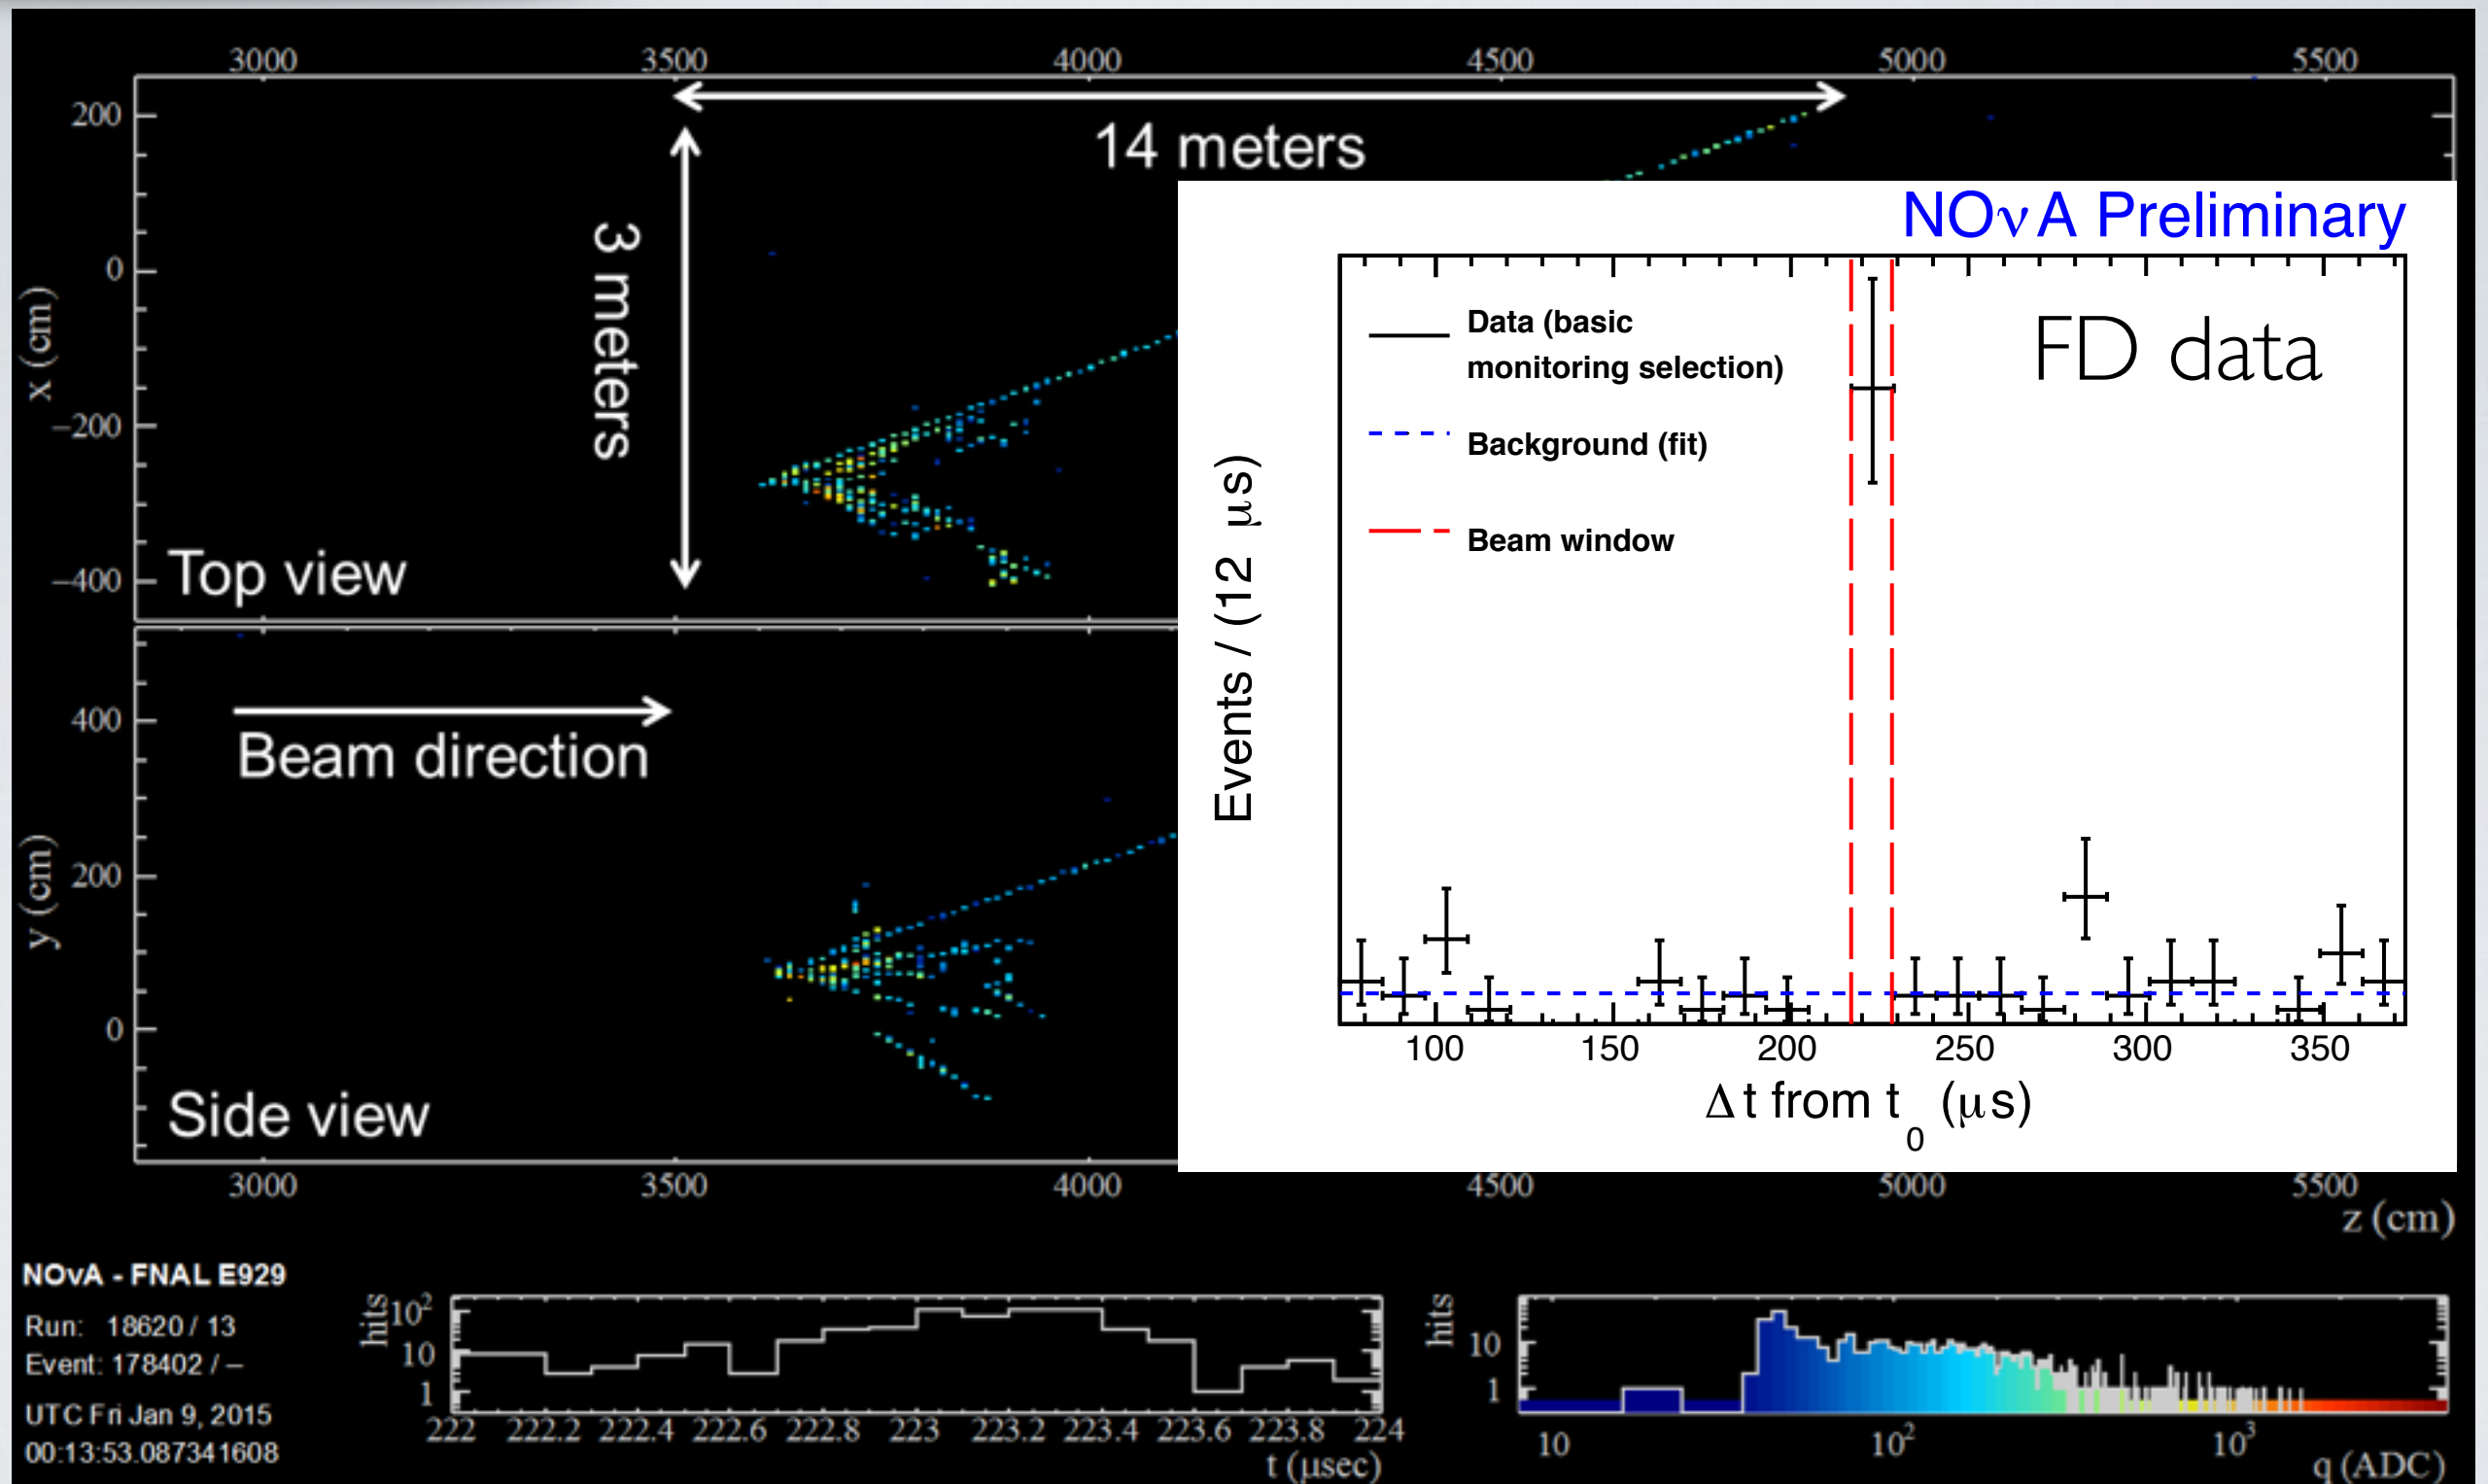 3000 3500 4000 4500 5000 5500
200
0
−200
−400
x (cm)
14 meters
3 meters
Top view
400
200
0
y (cm)
Beam direction
Side view
3000 3500 4000 4500 5000 5500
z (cm)
NOνA Preliminary
Data (basic
monitoring selection)
Background (fit)
Beam window
FD data
Events / (12 μs)
100 150 200 250 300 350
Δt from t0 (μs)
NOvA - FNAL E929
Run: 18620 / 13
Event: 178402 / –
UTC Fri Jan 9, 2015
00:13:53.087341608
hits
10²
10
1
222 222.2 222.4 222.6 222.8 223 223.2 223.4 223.6 223.8 224
t (μsec)
hits
10
1
10 10² 10³
q (ADC)